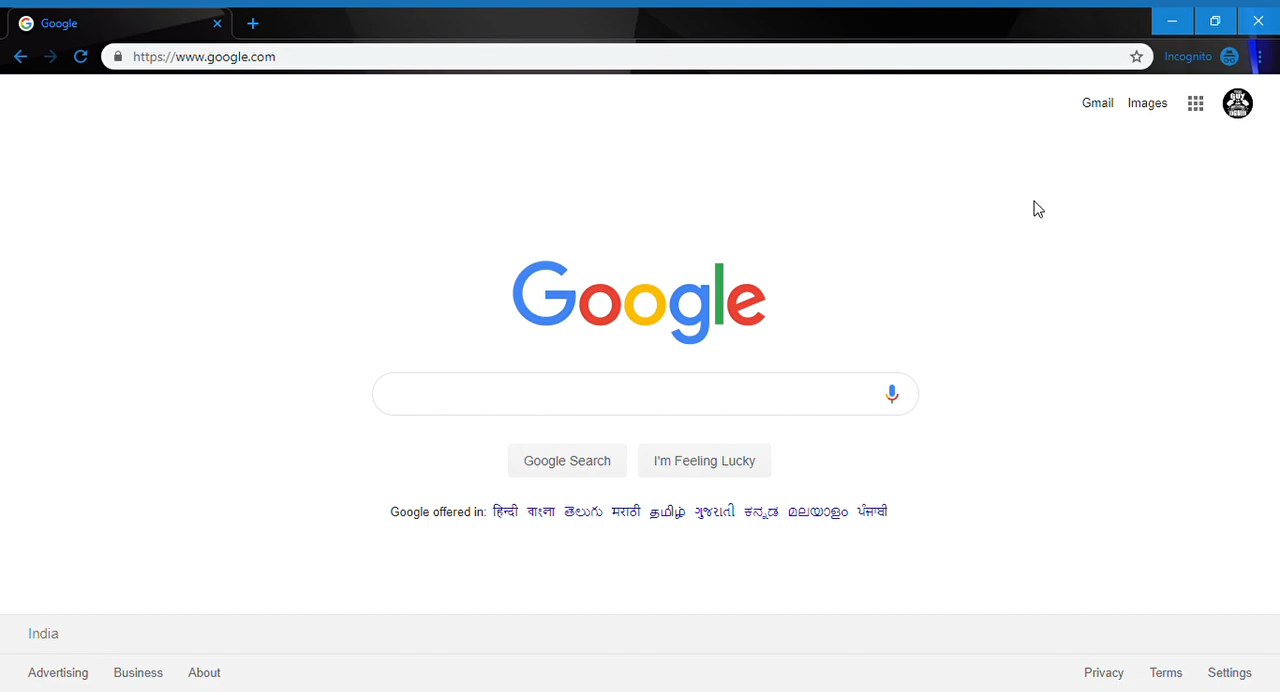 Google
https://www.google.com
Incognito
Gmail Images
Google
Google Search I'm Feeling Lucky
Google offered in: हिन्दी বাংলা తెలుగు मराठी தமிழ் ગુજરાતી ಕನ್ನಡ മലയാളം ਪੰਜਾਬੀ
India
Advertising Business About Privacy Terms Settings